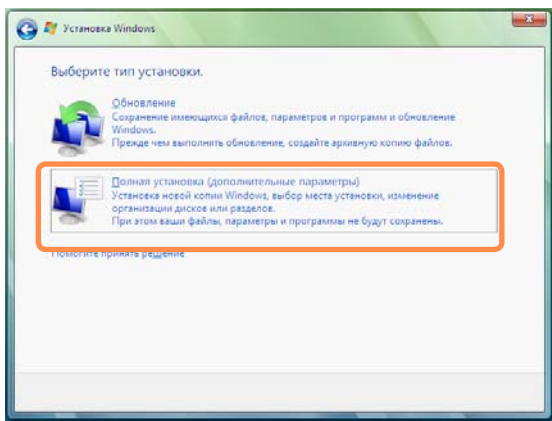 Установка Windows
Выберите тип установки.
Обновление
Сохранение имеющихся файлов, параметров и программ и обновление
Windows.
Прежде чем выполнить обновление, создайте архивную копию файлов.
Полная установка (дополнительные параметры)
Установка новой копии Windows, выбор места установки, изменение
организации дисков или разделов.
При этом ваши файлы, параметры и программы не будут сохранены.
Помогите принять решение